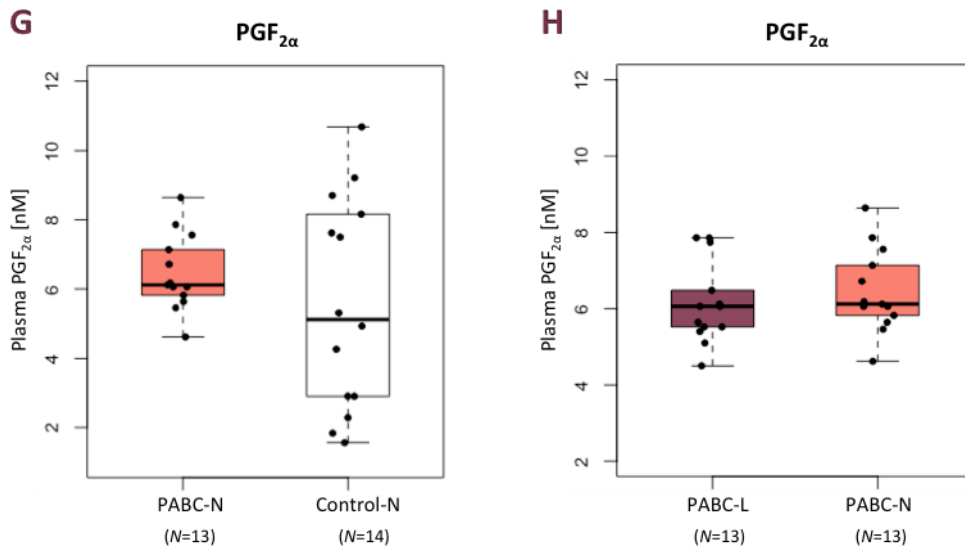 G
PGF2α
Plasma PGF2α [nM]
12
10
8
6
4
2
PABC-N
(N=13)
Control-N
(N=14)
H
PGF2α
Plasma PGF2α [nM]
12
10
8
6
4
2
PABC-L
(N=13)
PABC-N
(N=13)